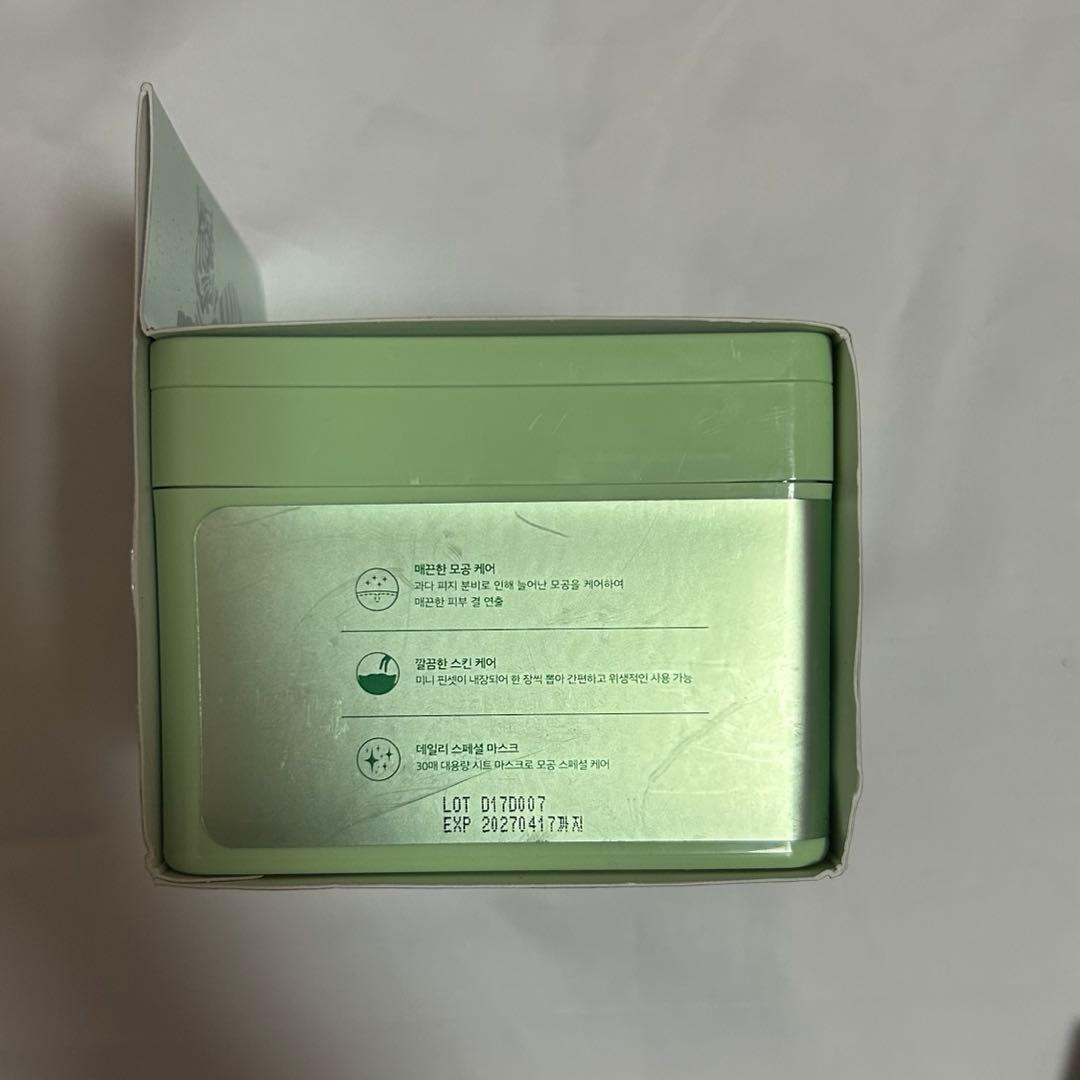 매끈한 모공 케어
과다 피지 분비로 인해 늘어난 모공을 케어하여
매끈한 피부 결 연출
깔끔한 스킨 케어
미니 핀셋이 내장되어 한 장씩 뽑아 간편하고 위생적인 사용 가능
데일리 스페셜 마스크
30매 대용량 시트 마스크로 모공 스페셜 케어
LOT D17D007
EXP 20270417까지